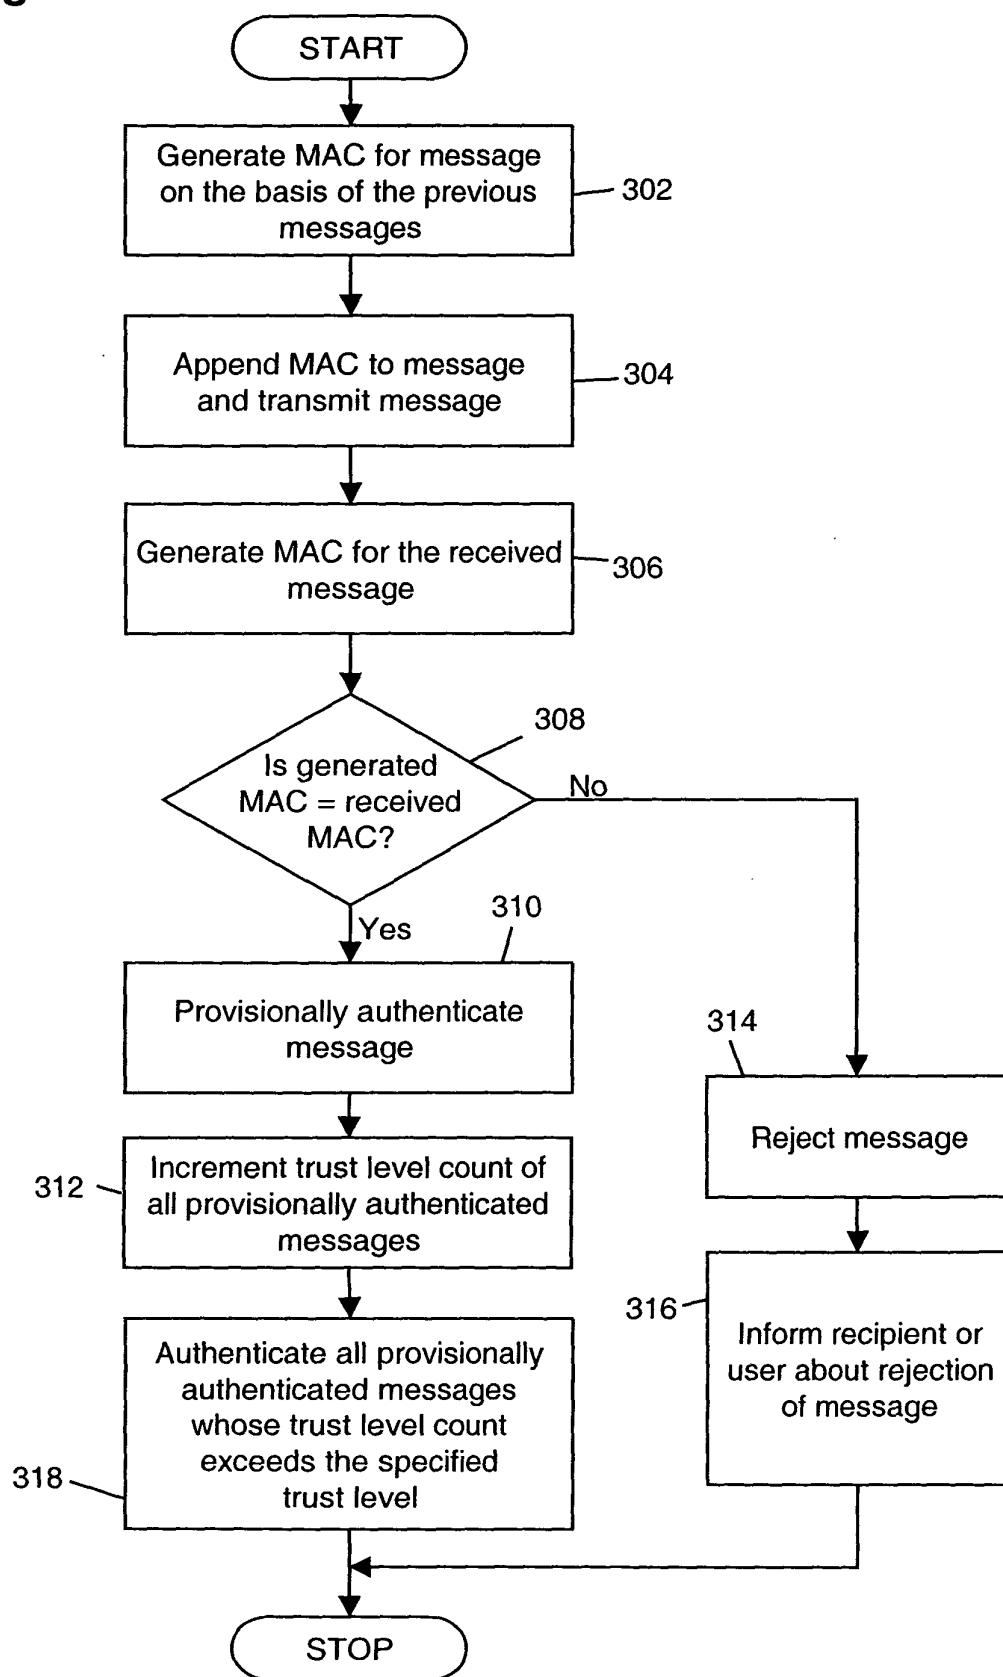 START
Generate MAC for message
on the basis of the previous
messages
302
Append MAC to message
and transmit message
304
Generate MAC for the received
message
306
308
Is generated
MAC = received
MAC?
No
Yes
310
Provisionally authenticate
message
314
Reject message
312
Increment trust level count of
all provisionally authenticated
messages
316
Inform recipient or
user about rejection
of message
Authenticate all provisionally
authenticated messages
whose trust level count
exceeds the specified
trust level
318
STOP